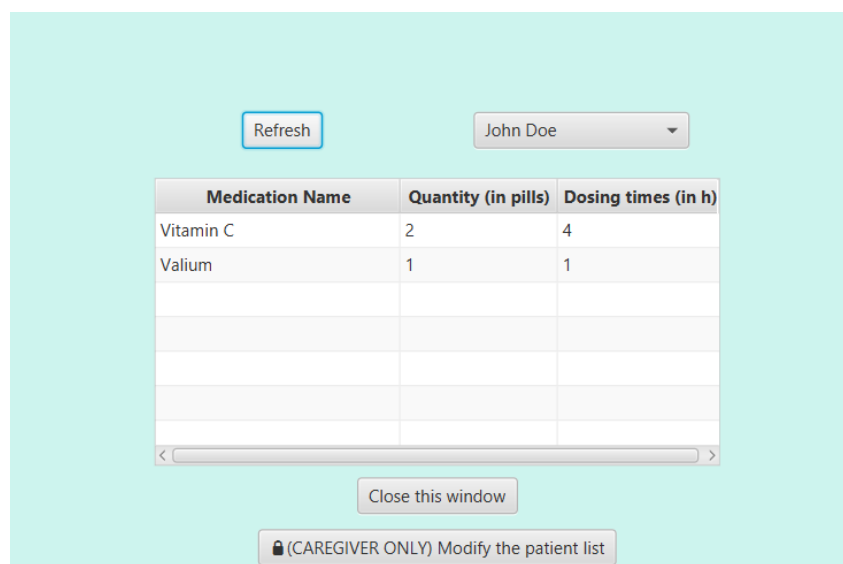 Refresh John Doe
Medication Name Quantity (in pills) Dosing times (in h)
Vitamin C 2 4
Valium 1 1
Close this window
(CAREGIVER ONLY) Modify the patient list